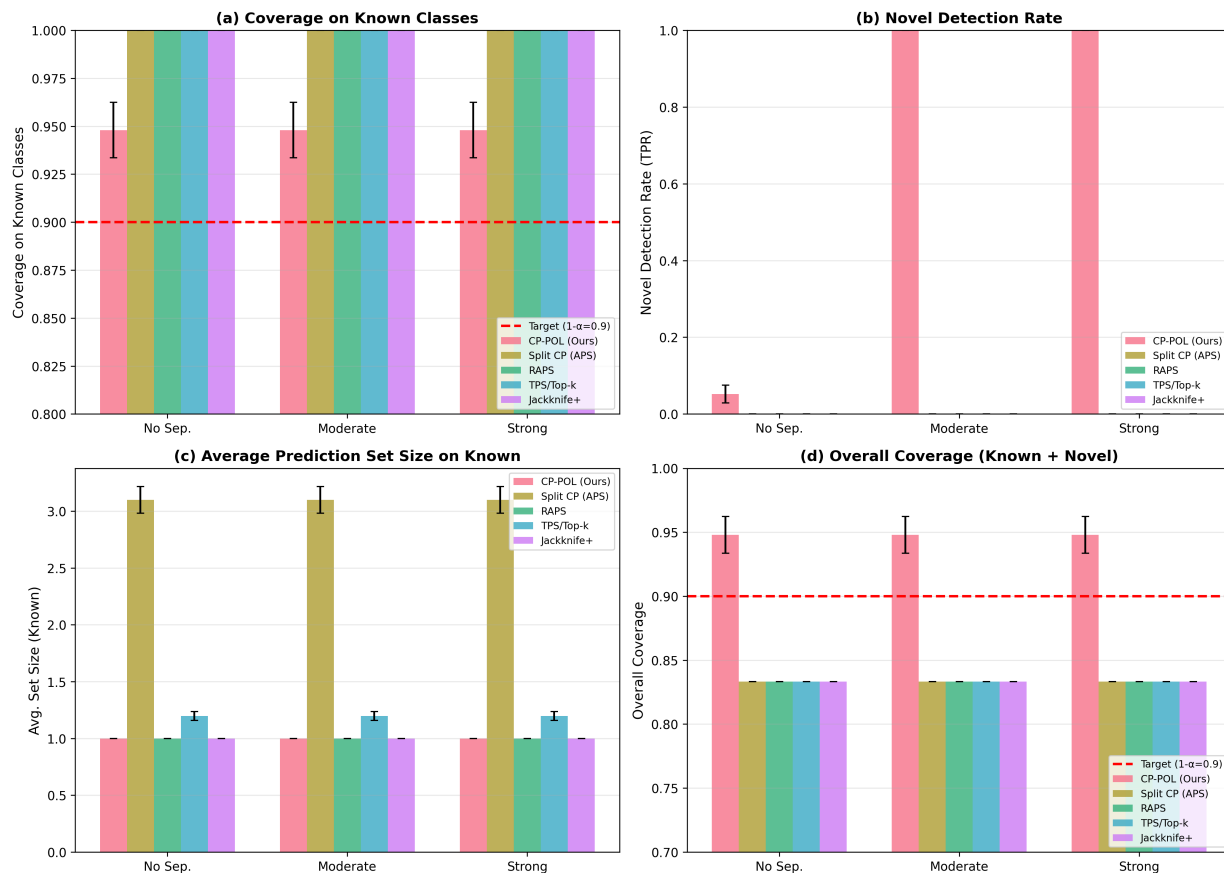 (a) Coverage on Known Classes
Coverage on Known Classes
1.000
0.975
0.950
0.925
0.900
0.875
0.850
0.825
0.800
Target (1-α=0.9)
CP-POL (Ours)
Split CP (APS)
RAPS
TPS/Top-k
Jackknife+
No Sep.
Moderate
Strong
(b) Novel Detection Rate
Novel Detection Rate (TPR)
1.0
0.8
0.6
0.4
0.2
0.0
CP-POL (Ours)
Split CP (APS)
RAPS
TPS/Top-k
Jackknife+
No Sep.
Moderate
Strong
(c) Average Prediction Set Size on Known
Avg. Set Size (Known)
3.0
2.5
2.0
1.5
1.0
0.5
0.0
CP-POL (Ours)
Split CP (APS)
RAPS
TPS/Top-k
Jackknife+
No Sep.
Moderate
Strong
(d) Overall Coverage (Known + Novel)
Overall Coverage
1.00
0.95
0.90
0.85
0.80
0.75
0.70
Target (1-α=0.9)
CP-POL (Ours)
Split CP (APS)
RAPS
TPS/Top-k
Jackknife+
No Sep.
Moderate
Strong